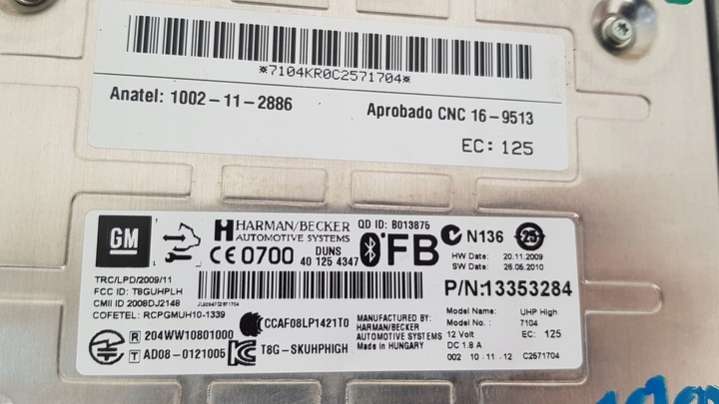 *7104KR0C2571704*
Anatel: 1002-11-2886
Aprobado CNC 16-9513
EC: 125
GM
HARMAN/BECKER
AUTOMOTIVE SYSTEMS
QD ID: B013875
N136
25
CE 0700
DUNS
40 125 4347
FB
HW Date: 20.11.2009
SW Date: 26.05.2010
TRC/LPD/2009/11
FCC ID: T8GUHPLH
CMII ID 2008DJ2148
COFETEL: RCPGMUH10-1339
P/N:13353284
R 204WW10801000
T AD08-0121005
CCAF08LP1421T0
T8G-SKUHPHIGH
MANUFACTURED BY:
HARMAN/BECKER
AUTOMOTIVE SYSTEMS
MADE IN HUNGARY
Model Name: UHP High
Model No.: 7104
12 Volt EC: 125
DC 1.8 A
002 10.11.12 C2571704